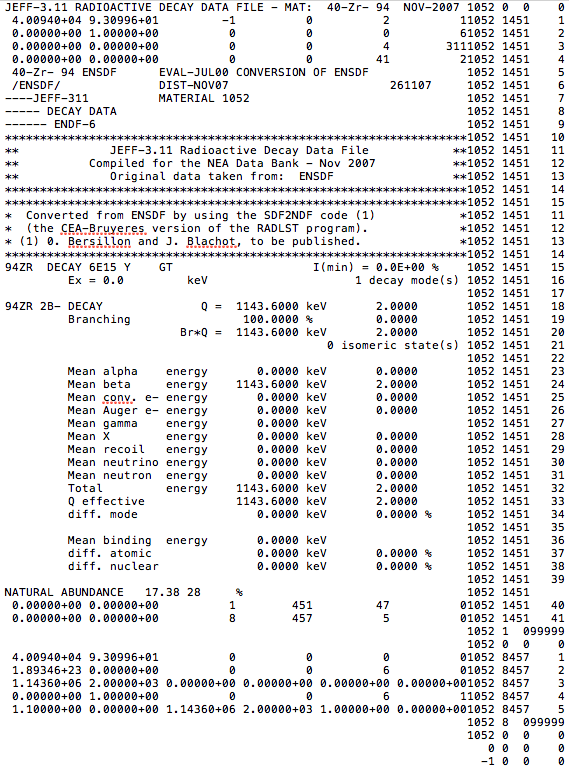 JEFF-3.11 RADIOACTIVE DECAY DATA FILE - MAT:  40-Zr- 94  NOV-2007 1052 0  0    0
 4.00940+04 9.30996+01         -1          0          2          11052 1451    1
 0.00000+00 1.00000+00          0          0          0          61052 1451    2
 0.00000+00 0.00000+00          0          0          4       3111052 1451    3
 0.00000+00 0.00000+00          0          0         41          21052 1451    4
 40-Zr- 94 ENSDF      EVAL-JUL00 CONVERSION OF ENSDF              1052 1451    5
 /ENSDF/              DIST-NOV07                       261107     1052 1451    6
----JEFF-311          MATERIAL 1052                               1052 1451    7
----- DECAY DATA                                                  1052 1451    8
------ ENDF-6                                                     1052 1451    9
******************************************************************1052 1451   10
**             JEFF-3.11 Radioactive Decay Data File            **1052 1451   11
**          Compiled for the NEA Data Bank - Nov 2007           **1052 1451   12
**             Original data taken from:  ENSDF                 **1052 1451   13
******************************************************************1052 1451   14
******************************************************************1052 1451   15
*  Converted from ENSDF by using the SDF2NDF code (1)            *1052 1451   11
*  (the CEA-Bruyeres version of the RADLST program).             *1052 1451   12
* (1) O. Bersillon and J. Blachot, to be published.              *1052 1451   13
******************************************************************1052 1451   14
94ZR  DECAY 6E15 Y    GT                    I(min) = 0.0E+00 %    1052 1451   15
         Ex = 0.0         keV                     1 decay mode(s) 1052 1451   16
                                                                  1052 1451   17
94ZR 2B- DECAY              Q =  1143.6000 keV       2.0000       1052 1451   18
         Branching                100.0000 %         0.0000       1052 1451   19
                         Br*Q =  1143.6000 keV       2.0000       1052 1451   20
                                              0 isomeric state(s) 1052 1451   21
                                                                  1052 1451   22
         Mean alpha    energy       0.0000 keV       0.0000       1052 1451   23
         Mean beta     energy    1143.6000 keV       2.0000       1052 1451   24
         Mean conv. e- energy       0.0000 keV       0.0000       1052 1451   25
         Mean Auger e- energy       0.0000 keV       0.0000       1052 1451   26
         Mean gamma    energy       0.0000 keV                    1052 1451   27
         Mean X        energy       0.0000 keV       0.0000       1052 1451   28
         Mean recoil   energy       0.0000 keV       0.0000       1052 1451   29
         Mean neutrino energy       0.0000 keV       0.0000       1052 1451   30
         Mean neutron  energy       0.0000 keV       0.0000       1052 1451   31
         Total         energy    1143.6000 keV       2.0000       1052 1451   32
         Q effective             1143.6000 keV       2.0000       1052 1451   33
         diff. mode                 0.0000 keV       0.0000 %     1052 1451   34
                                                                  1052 1451   35
         Mean binding  energy       0.0000 keV                    1052 1451   36
         diff. atomic               0.0000 keV       0.0000 %     1052 1451   37
         diff. nuclear              0.0000 keV       0.0000 %     1052 1451   38
                                                                  1052 1451   39
NATURAL ABUNDANCE   17.38 28     %
 0.00000+00 0.00000+00          1        451         47          01052 1451   40
 0.00000+00 0.00000+00          8        457          5          01052 1451   41
                                                                  1052 1  099999
                                                                  1052 0  0    0
 4.00940+04 9.30996+01          0          0          0          01052 8457    1
 1.89346+23 0.00000+00          0          0          6          01052 8457    2
 1.14360+06 2.00000+03 0.00000+00 0.00000+00 0.00000+00 0.00000+001052 8457    3
 0.00000+00 1.00000+00          0          0          6          11052 8457    4
 1.10000+00 0.00000+00 1.14360+06 2.00000+03 1.00000+00 0.00000+001052 8457    5
                                                                  1052 8  099999
                                                                  1052 0  0    0
                                                                     0 0  0    0
                                                                    -1 0  0    0